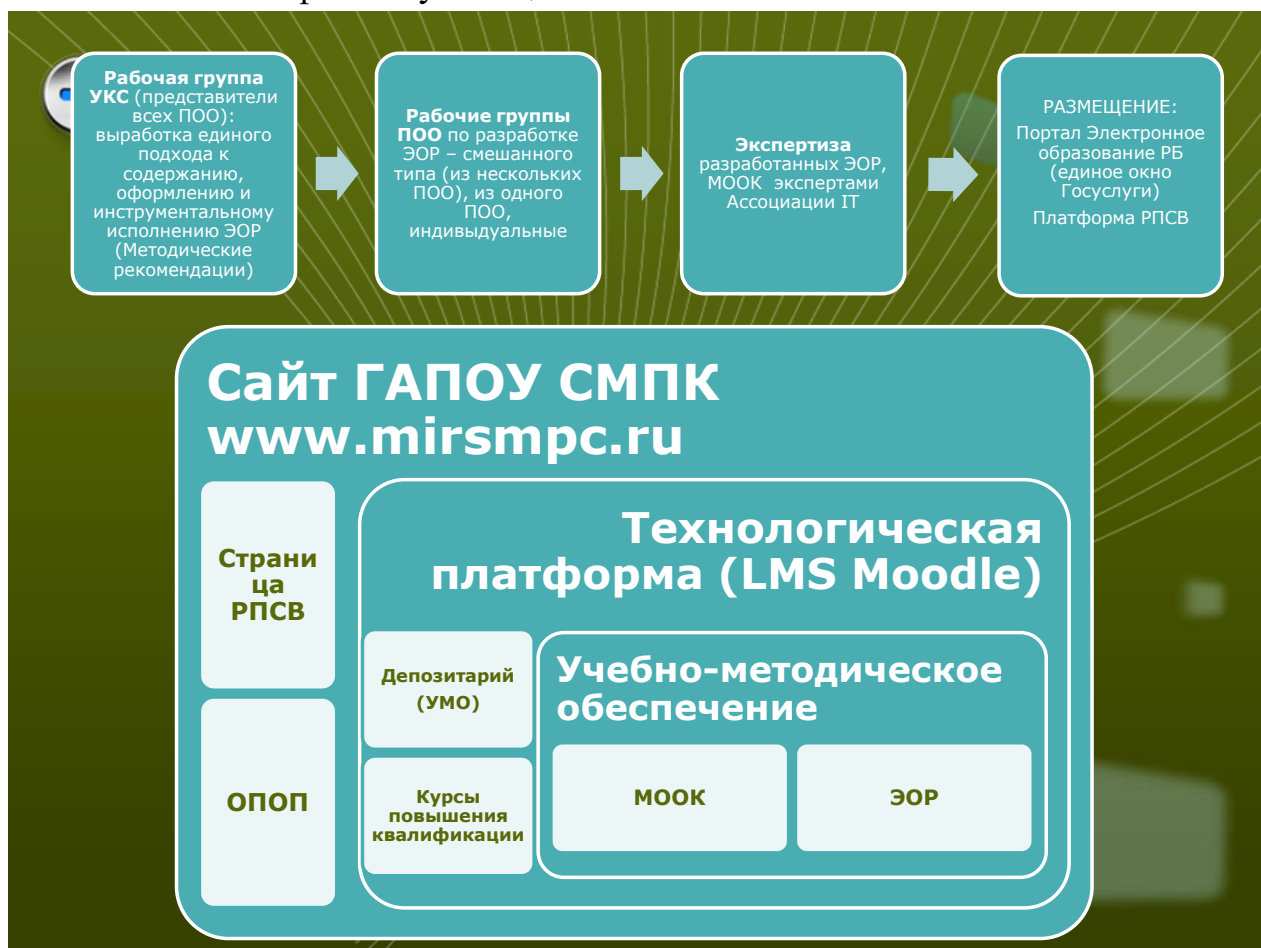 Рабочая группа
УКС (представители
всех ПОО):
выработка единого
подхода к
содержанию,
оформлению и
инструментальному
исполнению ЭОР
(Методические
рекомендации)
Рабочие группы
ПОО по разработке
ЭОР – смешанного
типа (из нескольких
ПОО), из одного
ПОО,
индивыдуальные
Экспертиза
разработанных ЭОР,
МООК экспертами
Ассоциации IT
РАЗМЕЩЕНИЕ:
Портал Электронное
образование РБ
(единое окно
Госуслуги)
Платформа РПСВ
Сайт ГАПОУ СМПК
www.mirsmpc.ru
Страни
ца
РПСВ
ОПОП
Технологическая
платформа (LMS Moodle)
Депозитарий
(УМО)
Курсы
повышения
квалификации
Учебно-методическое
обеспечение
МООК
ЭОР